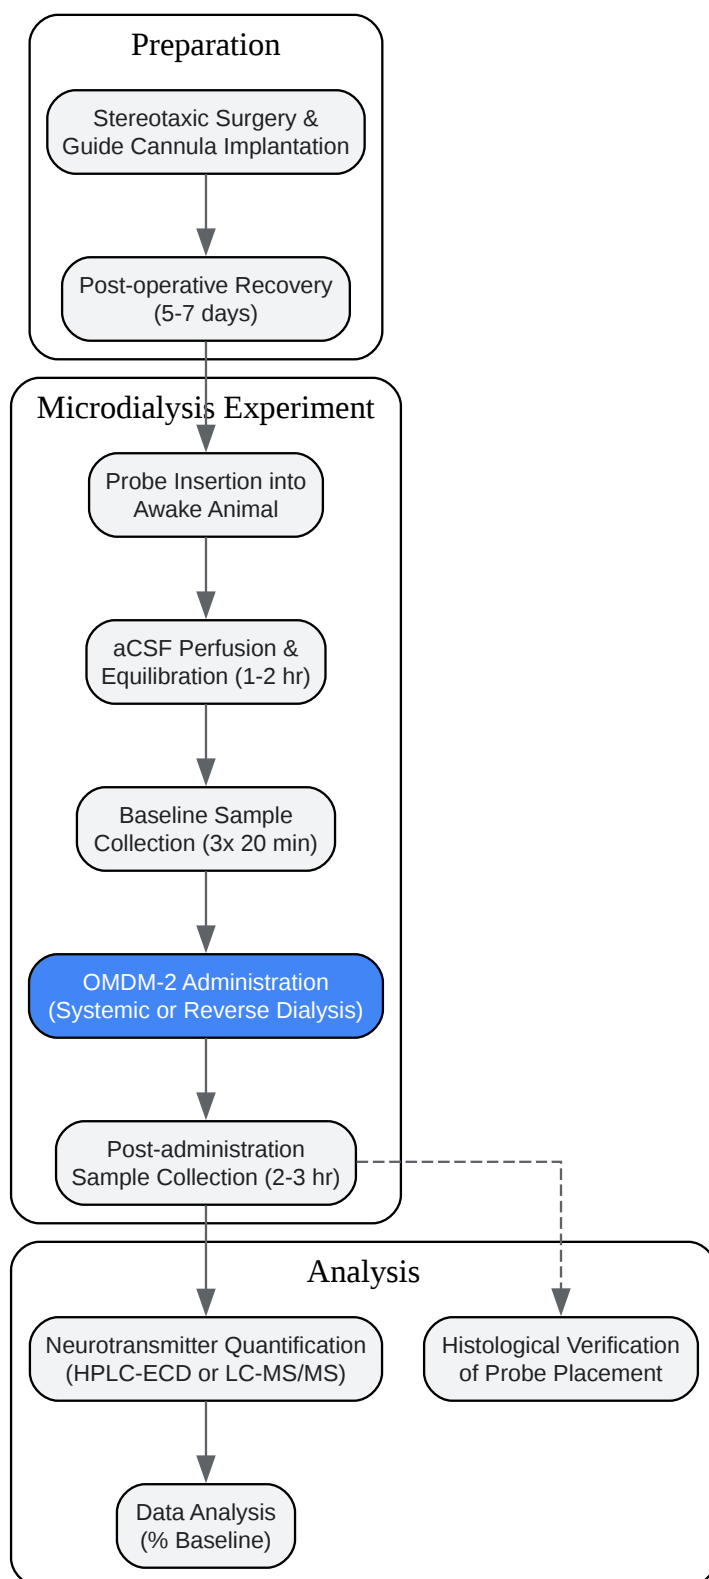 Preparation
Stereotaxic Surgery &
Guide Cannula Implantation
Post-operative Recovery
(5-7 days)
Microdialysis Experiment
Probe Insertion into
Awake Animal
aCSF Perfusion &
Equilibration (1-2 hr)
Baseline Sample
Collection (3x 20 min)
OMDM-2 Administration
(Systemic or Reverse Dialysis)
Post-administration
Sample Collection (2-3 hr)
Analysis
Neurotransmitter Quantification
(HPLC-ECD or LC-MS/MS)
Histological Verification
of Probe Placement
Data Analysis
(% Baseline)